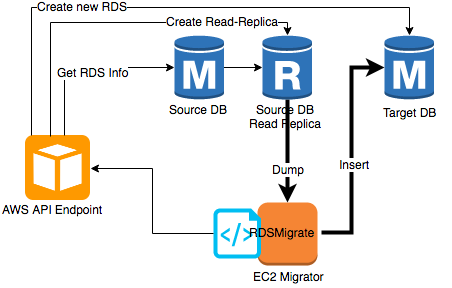 Create new RDS
Create Read-Replica
Get RDS Info
M
R
M
Source DB
Source DB
Read Replica
Target DB
Dump
Insert
AWS API Endpoint
</>
RDSMigrate
EC2 Migrator